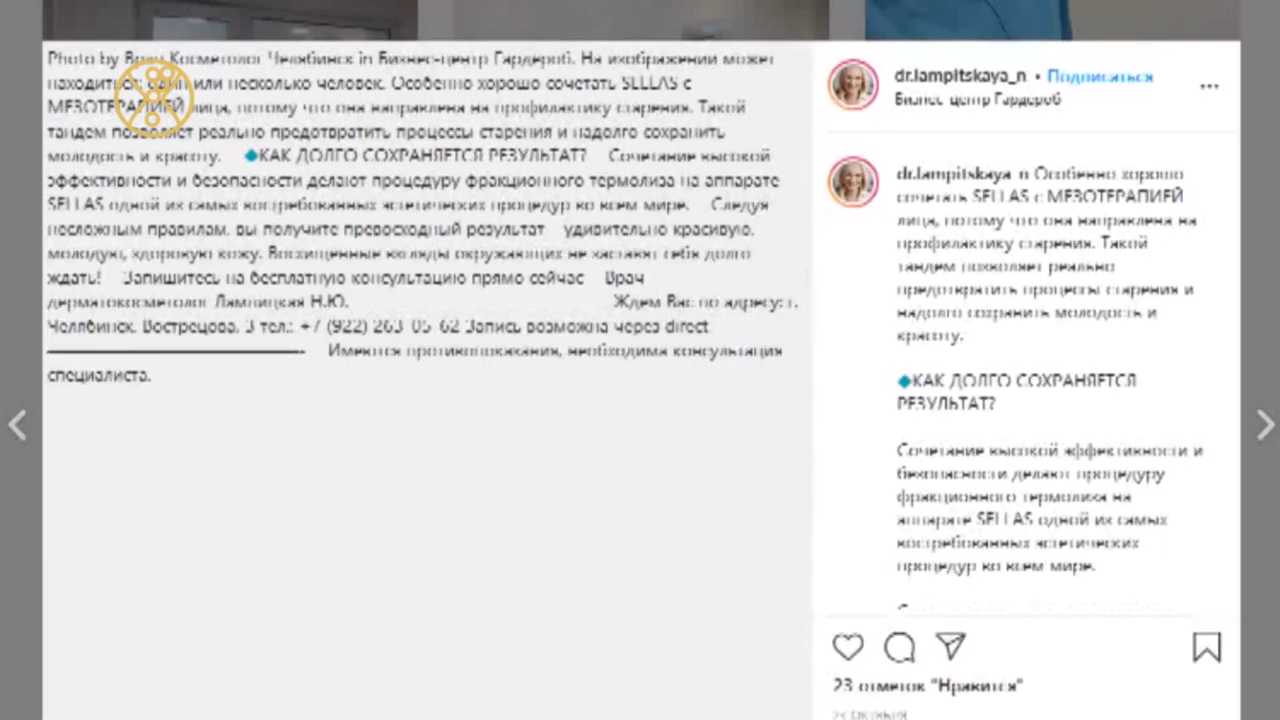 Photo by Врач Косметолог Челябинск in Бизнес-центр Гардероб. На изображении может
находиться: один или несколько человек. Особенно хорошо сочетать SELLAS с
МЕЗОТЕРАПИЕЙ лица, потому что она направлена на профилактику старения. Такой
тандем позволяет реально предотвратить процессы старения и надолго сохранить
молодость и красоту. 🔷КАК ДОЛГО СОХРАНЯЕТСЯ РЕЗУЛЬТАТ? Сочетание высокой
эффективности и безопасности делают процедуру фракционного термолиза на аппарате
SELLAS одной из самых востребованных эстетических процедур во всем мире. Следуя
несложным правилам, вы получите превосходный результат удивительно красивую,
молодую, здоровую кожу. Восхищенные взгляды окружающих не заставят себя долго
ждать! Запишитесь на бесплатную консультацию прямо сейчас Врач
дерматокосметолог Лампицкая Н.Ю. Ждем Вас по адресу: г.
Челябинск, Вострецова, 3 тел.: +7 (922) 263 05 62 Запись возможна через direct
Имеются противопоказания, необходима консультация
специалиста.
dr.lampitskaya_n • Подписаться
Бизнес-центр Гардероб
dr.lampitskaya_n Особенно хорошо
сочетать SELLAS с МЕЗОТЕРАПИЕЙ
лица, потому что она направлена на
профилактику старения. Такой
тандем позволяет реально
предотвратить процессы старения и
надолго сохранить молодость и
красоту.
🔷КАК ДОЛГО СОХРАНЯЕТСЯ
РЕЗУЛЬТАТ?
Сочетание высокой эффективности и
безопасности делают процедуру
фракционного термолиза на
аппарате SELLAS одной из самых
востребованных эстетических
процедур во всем мире.
23 отметок "Нравится"